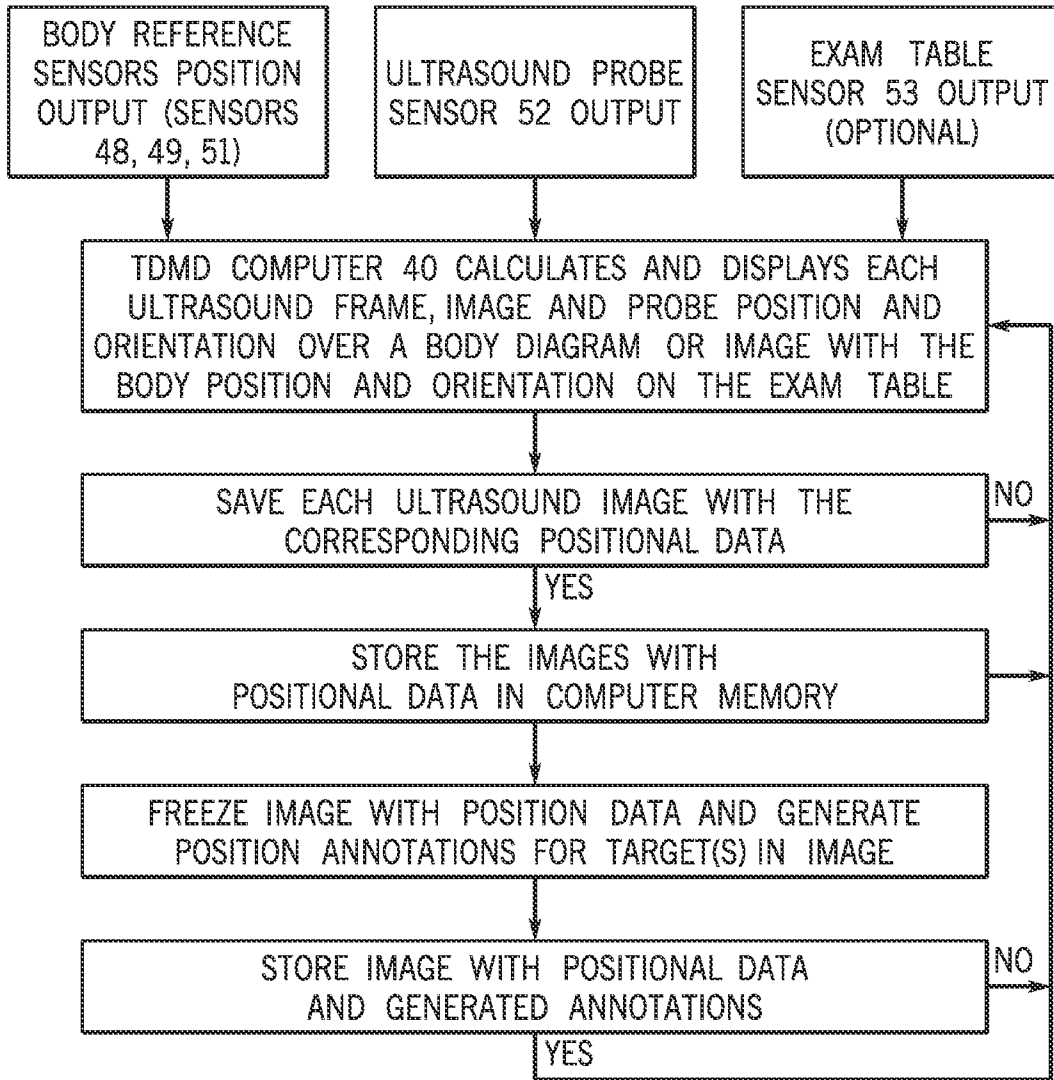 BODY REFERENCE
SENSORS POSITION
OUTPUT (SENSORS
48, 49, 51)
ULTRASOUND PROBE
SENSOR 52 OUTPUT
EXAM TABLE
SENSOR 53 OUTPUT
(OPTIONAL)
TDMD COMPUTER 40 CALCULATES AND DISPLAYS EACH
ULTRASOUND FRAME, IMAGE AND PROBE POSITION AND
ORIENTATION OVER A BODY DIAGRAM OR IMAGE WITH THE
BODY POSITION AND ORIENTATION ON THE EXAM TABLE
SAVE EACH ULTRASOUND IMAGE WITH THE
CORRESPONDING POSITIONAL DATA
NO
YES
STORE THE IMAGES WITH
POSITIONAL DATA IN COMPUTER MEMORY
FREEZE IMAGE WITH POSITION DATA AND GENERATE
POSITION ANNOTATIONS FOR TARGET(S) IN IMAGE
STORE IMAGE WITH POSITIONAL DATA
AND GENERATED ANNOTATIONS
NO
YES